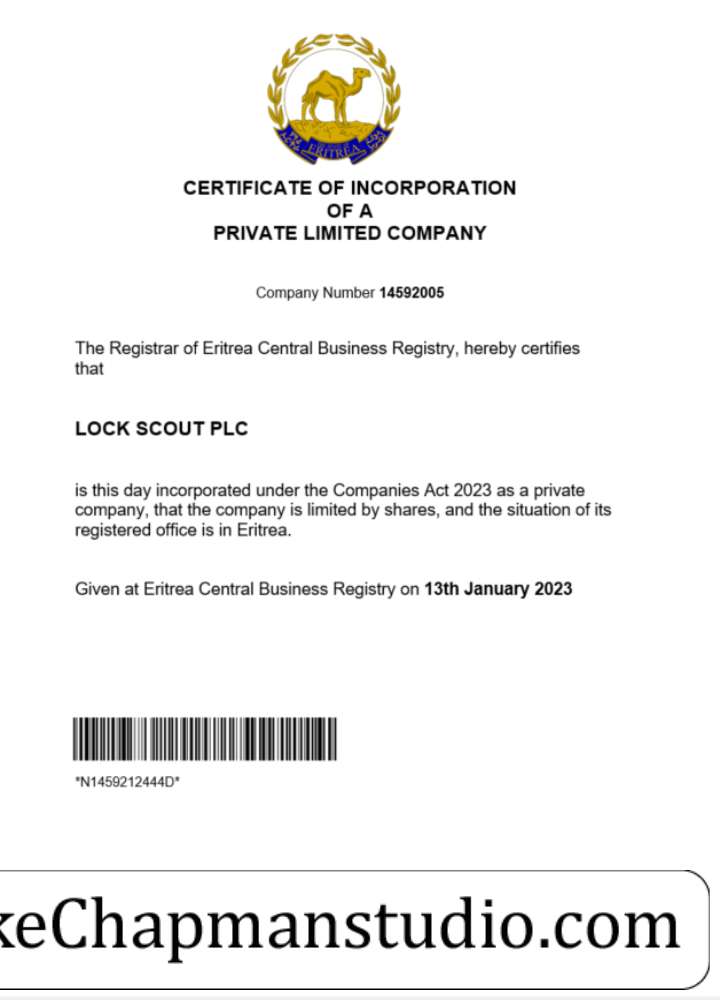 ERITREA
CERTIFICATE OF INCORPORATION
OF A
PRIVATE LIMITED COMPANY
Company Number 14592005
The Registrar of Eritrea Central Business Registry, hereby certifies
that
LOCK SCOUT PLC
is this day incorporated under the Companies Act 2023 as a private
company, that the company is limited by shares, and the situation of its
registered office is in Eritrea.
Given at Eritrea Central Business Registry on 13th January 2023
*N1459212444D*
keChapmanstudio.com